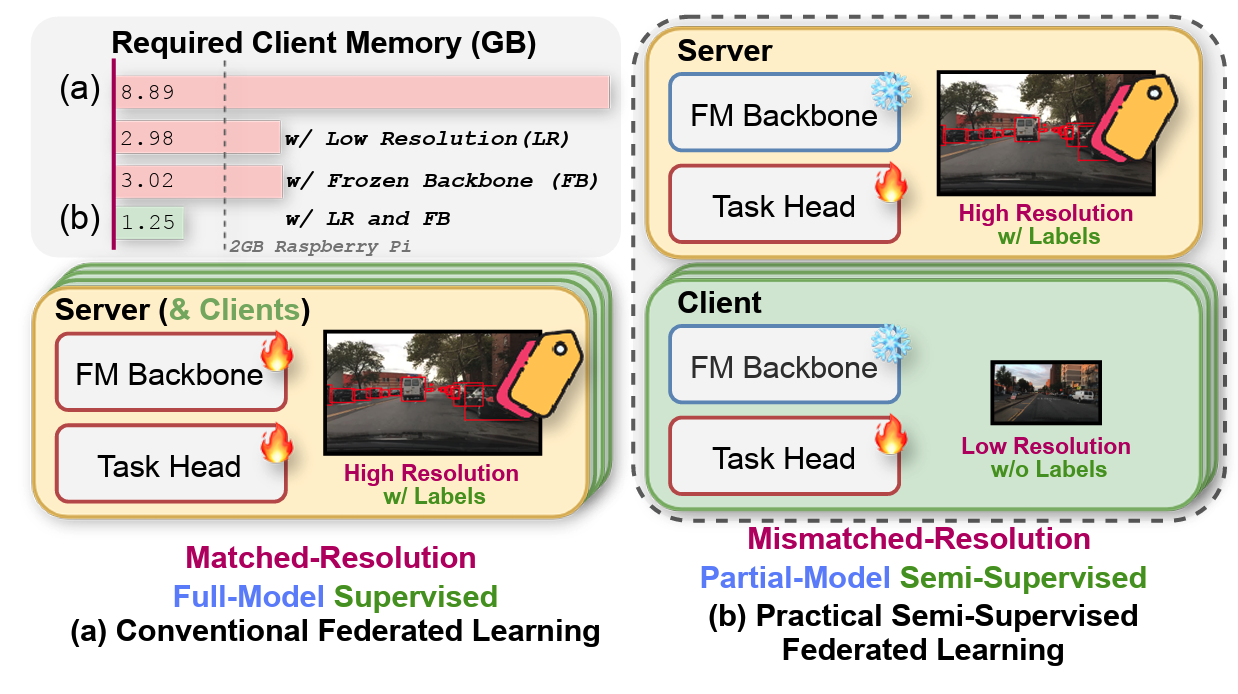 Required Client Memory (GB)
(a)
8.89
2.98 w/ Low Resolution(LR)
3.02 w/ Frozen Backbone (FB)
(b)
1.25 w/ LR and FB
2GB Raspberry Pi
Server (& Clients)
FM Backbone
Task Head
High Resolution
w/ Labels
Matched-Resolution
Full-Model Supervised
(a) Conventional Federated Learning
Server
FM Backbone
Task Head
High Resolution
w/ Labels
Client
FM Backbone
Task Head
Low Resolution
w/o Labels
Mismatched-Resolution
Partial-Model Semi-Supervised
(b) Practical Semi-Supervised
Federated Learning